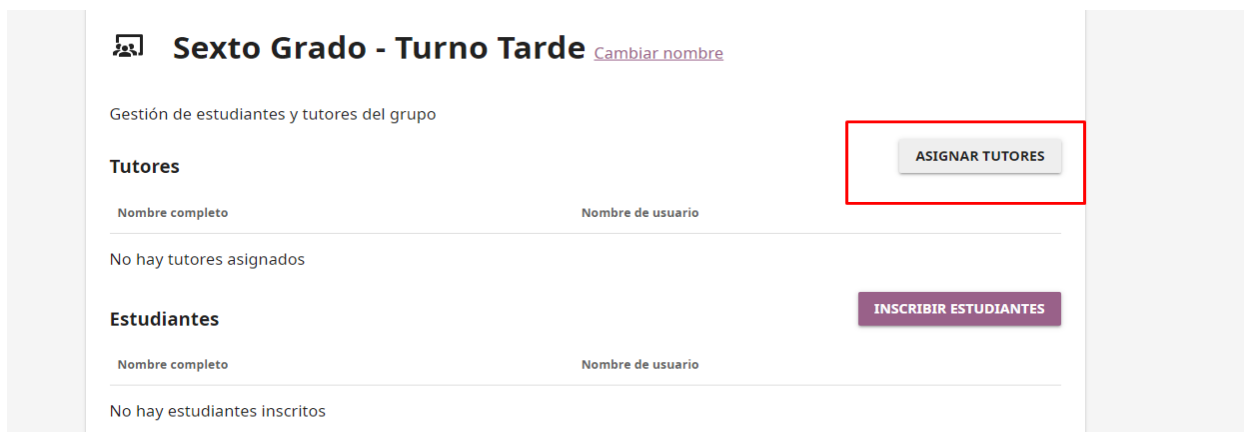 Sexto Grado - Turno Tarde Cambiar nombre
Gestión de estudiantes y tutores del grupo
Tutores
ASIGNAR TUTORES
Nombre completo Nombre de usuario
No hay tutores asignados
Estudiantes
INSCRIBIR ESTUDIANTES
Nombre completo Nombre de usuario
No hay estudiantes inscritos